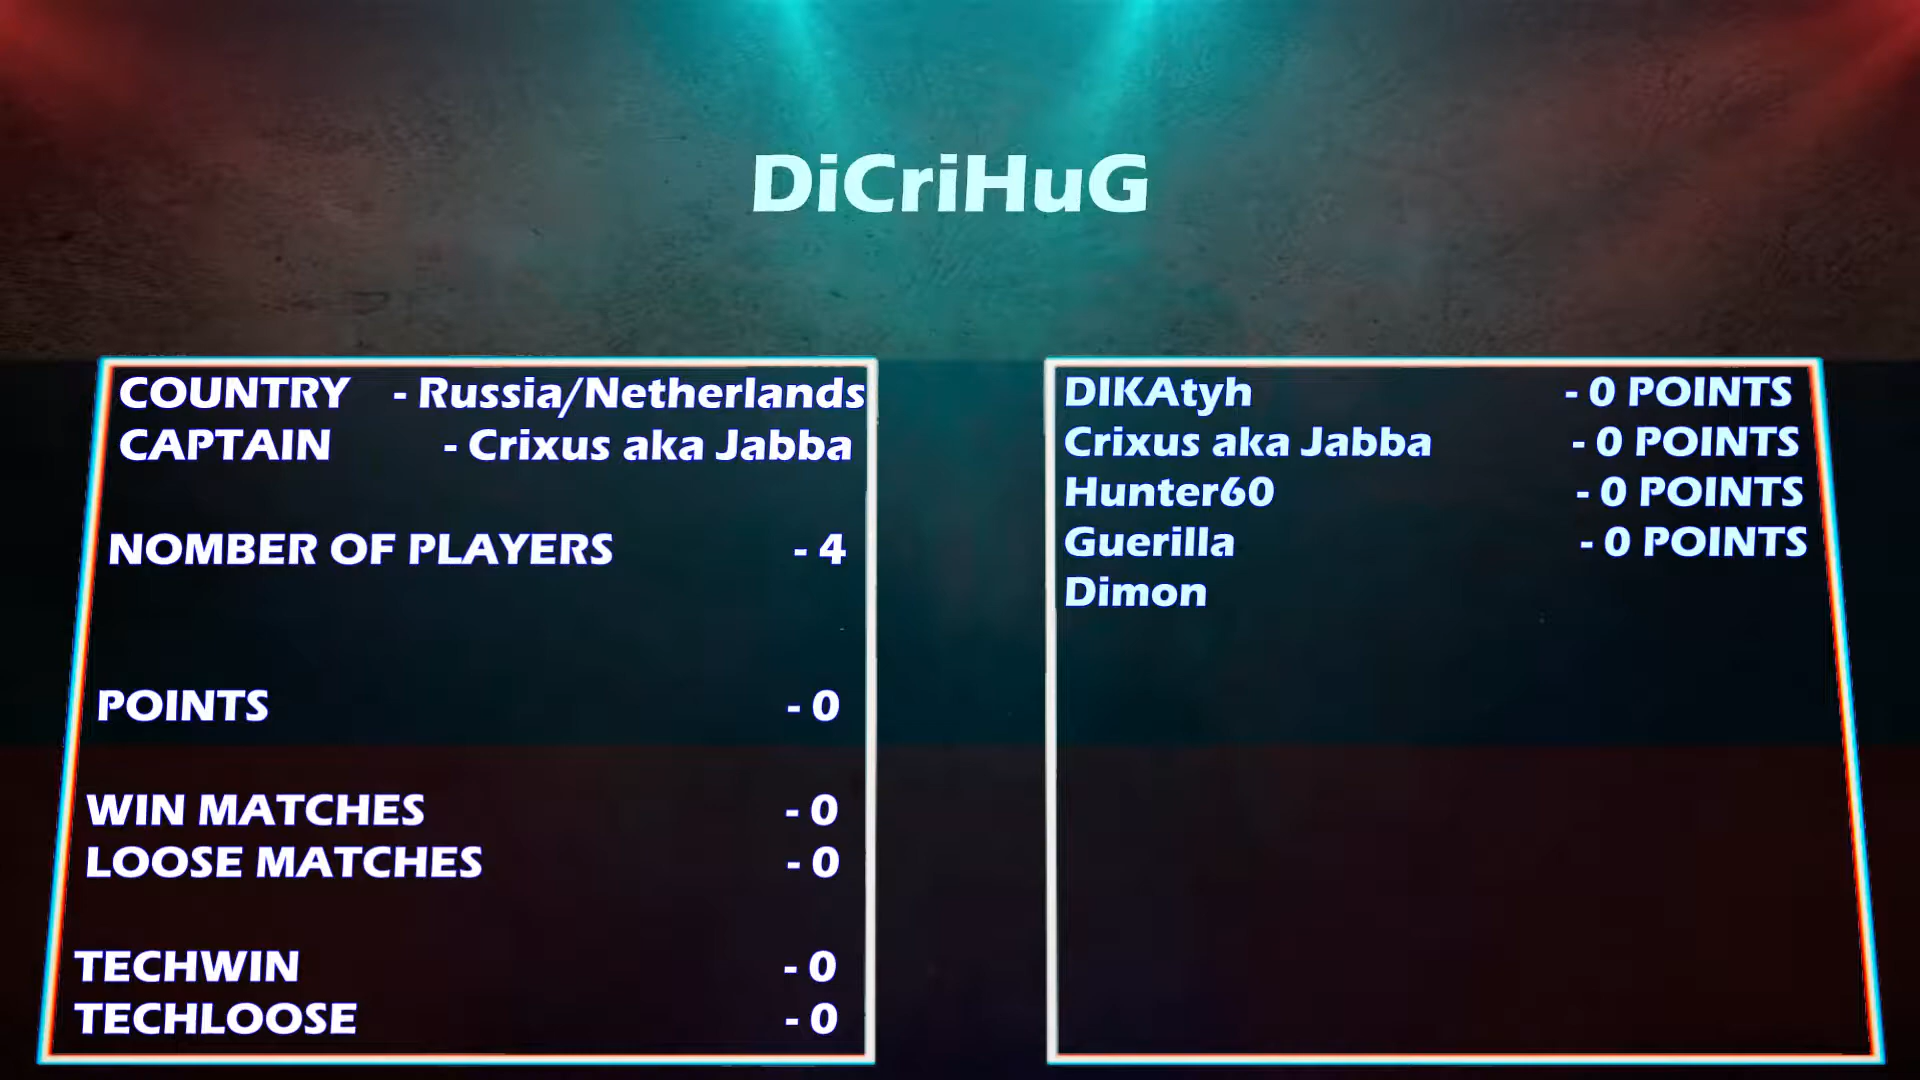 DiCriHuG
COUNTRY - Russia/Netherlands
CAPTAIN - Crixus aka Jabba
NOMBER OF PLAYERS - 4
POINTS - 0
WIN MATCHES - 0
LOOSE MATCHES - 0
TECHWIN - 0
TECHLOOSE - 0
DIKAtyh - 0 POINTS
Crixus aka Jabba - 0 POINTS
Hunter60 - 0 POINTS
Guerilla - 0 POINTS
Dimon